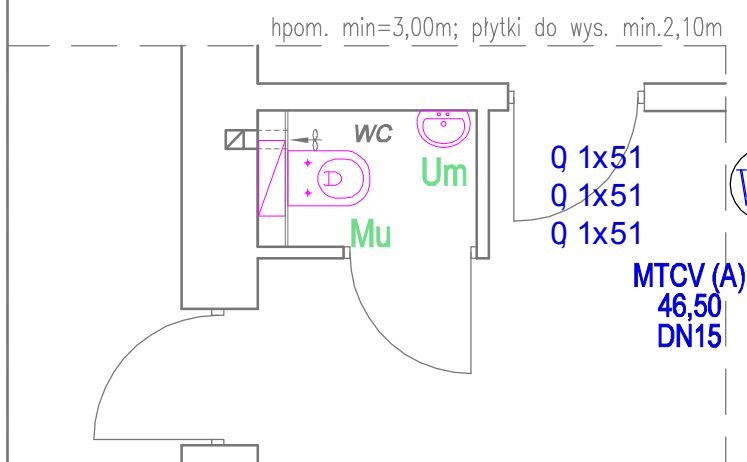 hpom. min=3,00m; płytki do wys. min.2,10m
WC
Um
Mu
Q 1x51
Q 1x51
Q 1x51
MTCV (A)
46,50
DN15